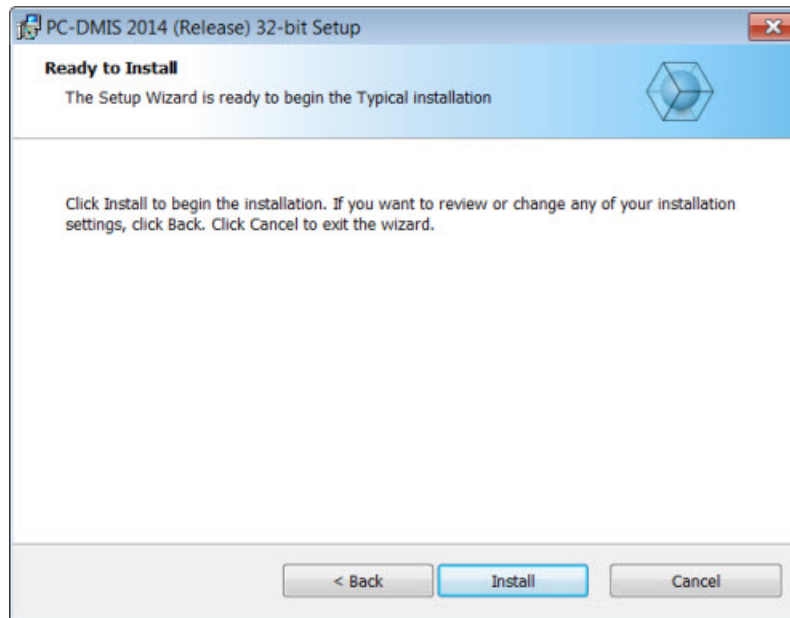 PC-DMIS 2014 (Release) 32-bit Setup
Ready to Install
The Setup Wizard is ready to begin the Typical installation
Click Install to begin the installation. If you want to review or change any of your installation
settings, click Back. Click Cancel to exit the wizard.
< Back Install Cancel